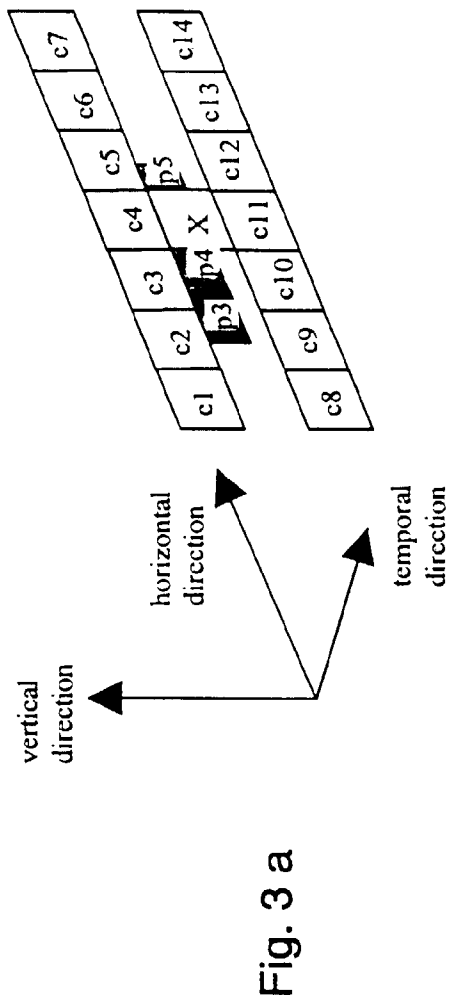 vertical
direction
horizontal
direction
temporal
direction
c1 c2 c3 c4 c5 c6 c7
p3 p4 X p5
c8 c9 c10 c11 c12 c13 c14
Fig. 3 a